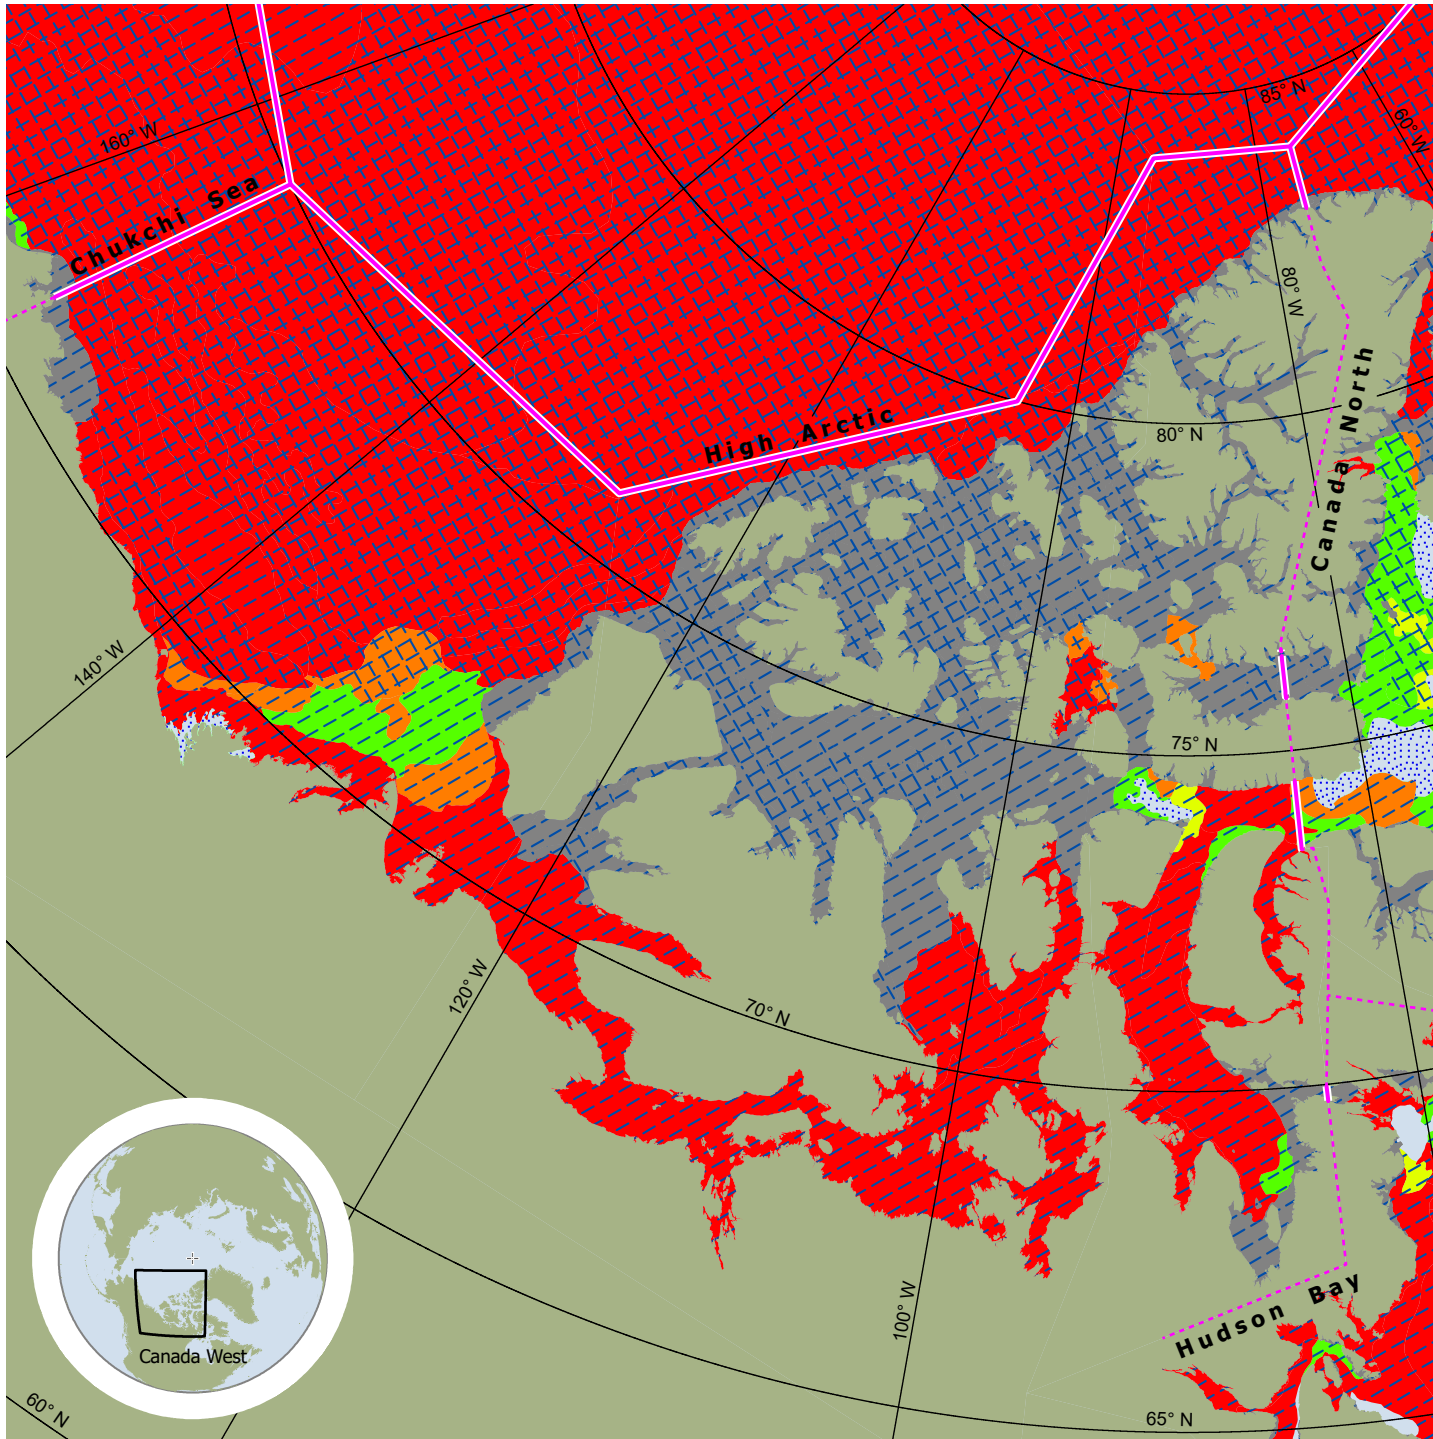 85° N
60° W
160° W
Chukchi Sea
80° W
Canada North
High Arctic
80° N
140° W
75° N
120° W
70° N
100° W
Hudson Bay
Canada West
60° N
65° N